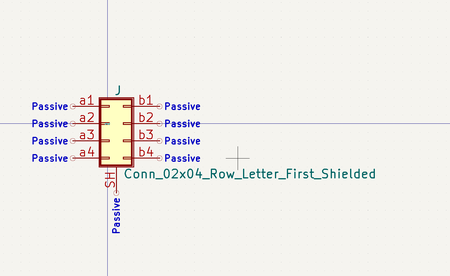 J
Passive a1 b1 Passive
Passive a2 b2 Passive
Passive a3 b3 Passive
Passive a4 b4 Passive
SH Conn_02x04_Row_Letter_First_Shielded
Passive